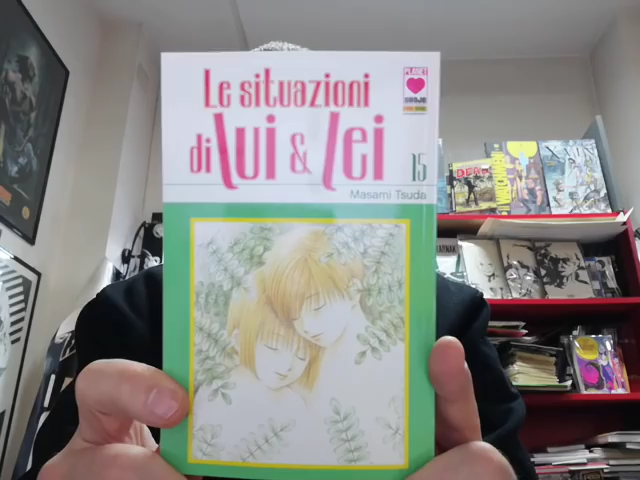 Le situazioni
di lui & lei
15
Masami Tsuda
PLANET
SHOJO